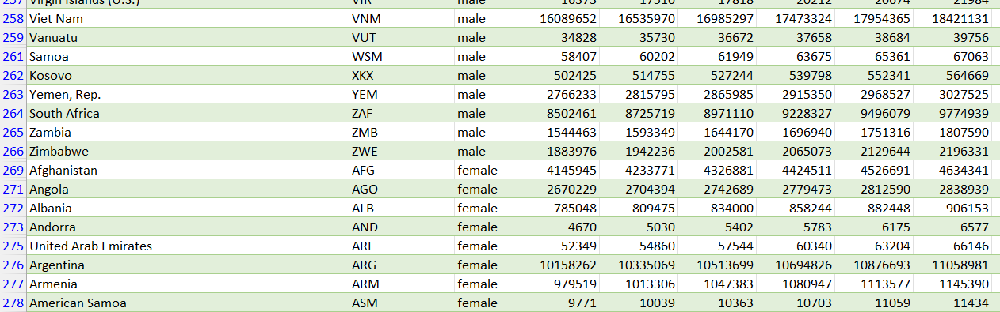 257 Virgin Islands (U.S.) VIR male
258 Viet Nam VNM male 16089652 16535970 16985297 17473324 17954365 18421131
259 Vanuatu VUT male 34828 35730 36672 37658 38684 39756
261 Samoa WSM male 58407 60202 61949 63675 65361 67063
262 Kosovo XKX male 502425 514755 527244 539798 552341 564669
263 Yemen, Rep. YEM male 2766233 2815795 2865985 2915350 2968527 3027525
264 South Africa ZAF male 8502461 8725719 8971110 9228327 9496079 9774939
265 Zambia ZMB male 1544463 1593349 1644170 1696940 1751316 1807590
266 Zimbabwe ZWE male 1883976 1942236 2002581 2065073 2129644 2196331
269 Afghanistan AFG female 4145945 4233771 4326881 4424511 4526691 4634341
271 Angola AGO female 2670229 2704394 2742689 2779473 2812590 2838939
272 Albania ALB female 785048 809475 834000 858244 882448 906153
273 Andorra AND female 4670 5030 5402 5783 6175 6577
275 United Arab Emirates ARE female 52349 54860 57544 60340 63204 66146
276 Argentina ARG female 10158262 10335069 10513699 10694826 10876693 11058981
277 Armenia ARM female 979519 1013306 1047383 1080947 1113577 1145390
278 American Samoa ASM female 9771 10039 10363 10703 11059 11434